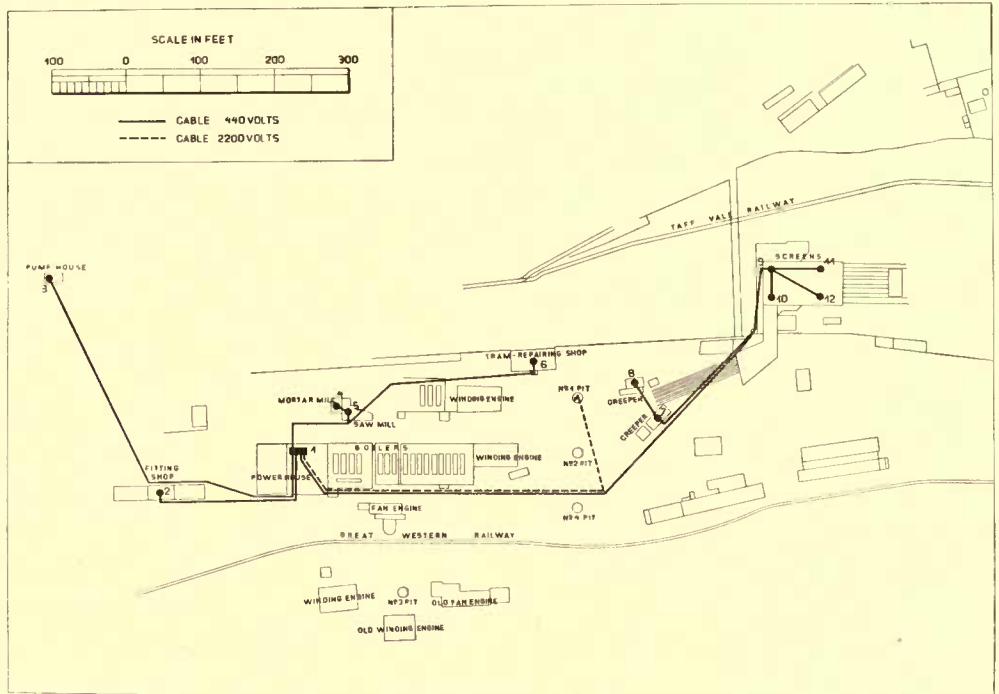 SCALE IN FEET
100 0 100 200 300
CABLE 440 VOLTS
CABLE 2200 VOLTS
TAFF VALE RAILWAY
PUMP HOUSE
3
9 SCREENS 11
10 12
TRAM-REPAIRING SHOP
6
8
CREEPER
Nº1 PIT
A
MORTAR MILL
4
5
SAW MILL
WINDING ENGINE
CREEPER
7
1
BOILERS
WINDING ENGINE
Nº2 PIT
FITTING
SHOP
2
POWER HOUSE
FAN ENGINE
Nº4 PIT
GREAT WESTERN RAILWAY
WINDING ENGINE
Nº3 PIT
OLD FAN ENGINE
OLD WINDING ENGINE